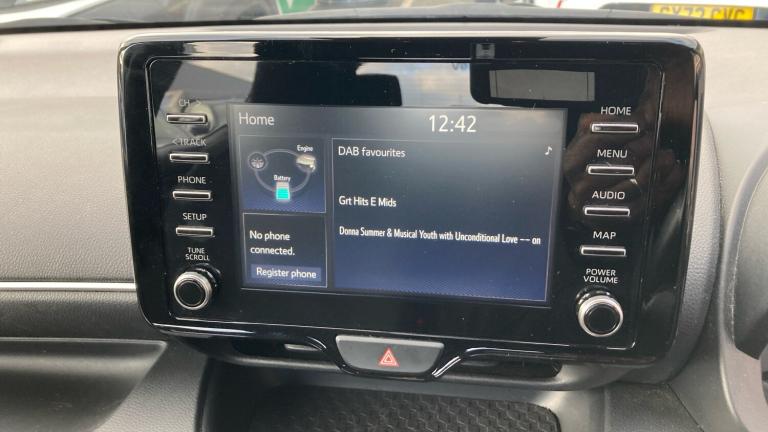 CH >
< TRACK
PHONE
SETUP
TUNE
SCROLL
Home
12:42
Engine
Battery
No phone
connected.
Register phone
DAB favourites
Grt Hits E Mids
Donna Summer & Musical Youth with Unconditional Love -- on
HOME
MENU
AUDIO
MAP
POWER
VOLUME